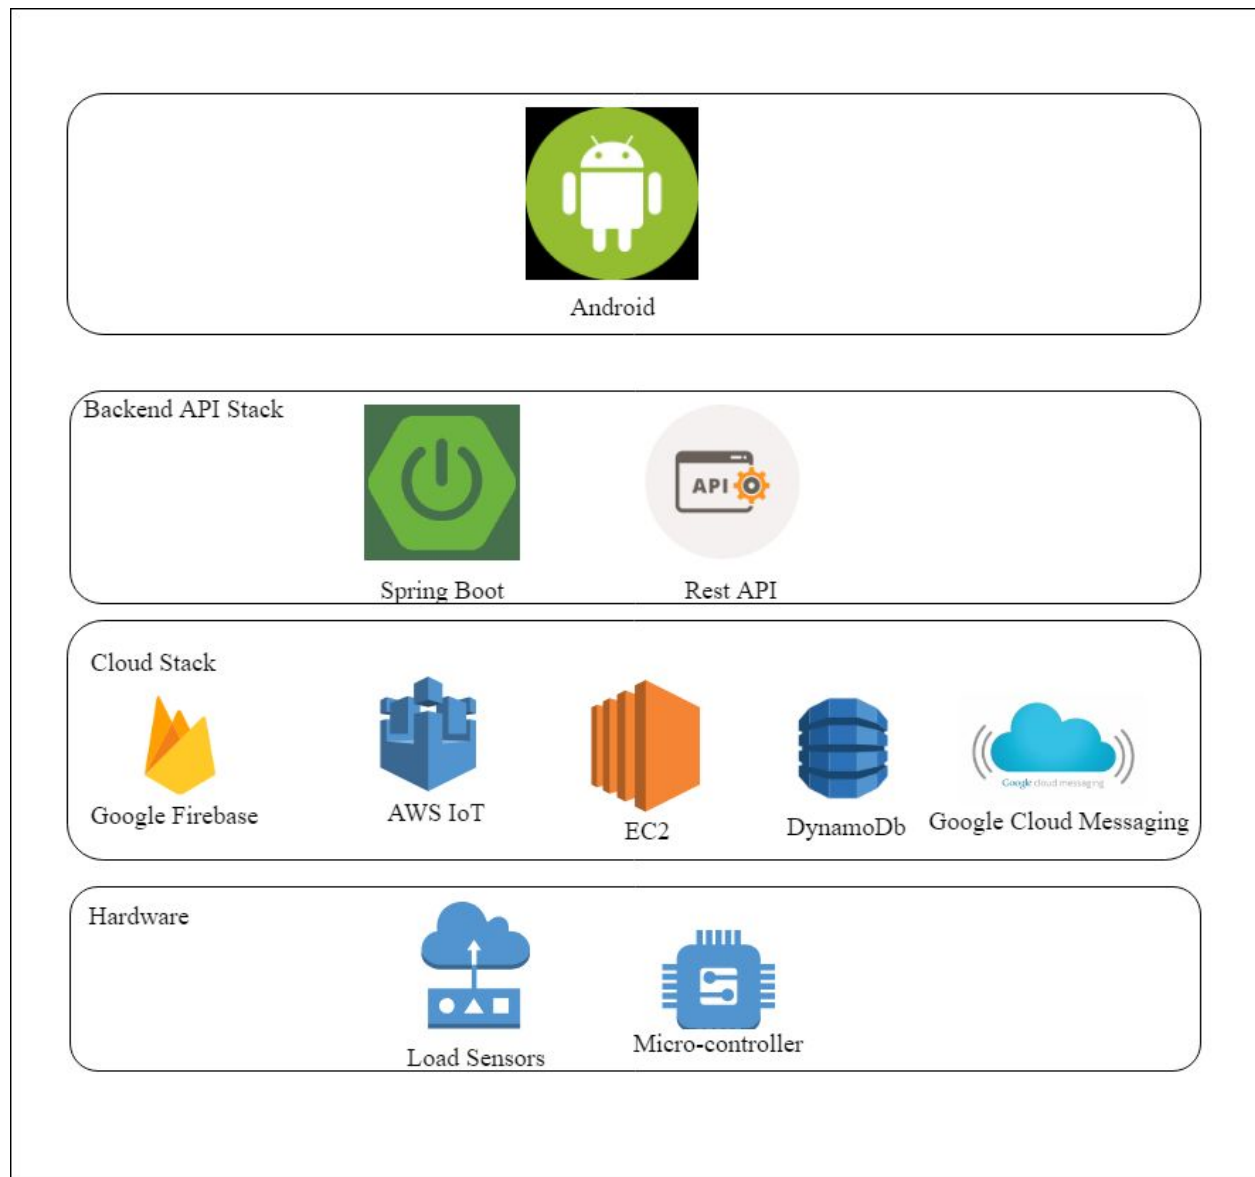 Android
Backend API Stack
API
Spring Boot
Rest API
Cloud Stack
Google cloud messaging
Google Firebase
AWS IoT
EC2
DynamoDb
Google Cloud Messaging
Hardware
Load Sensors
Micro-controller